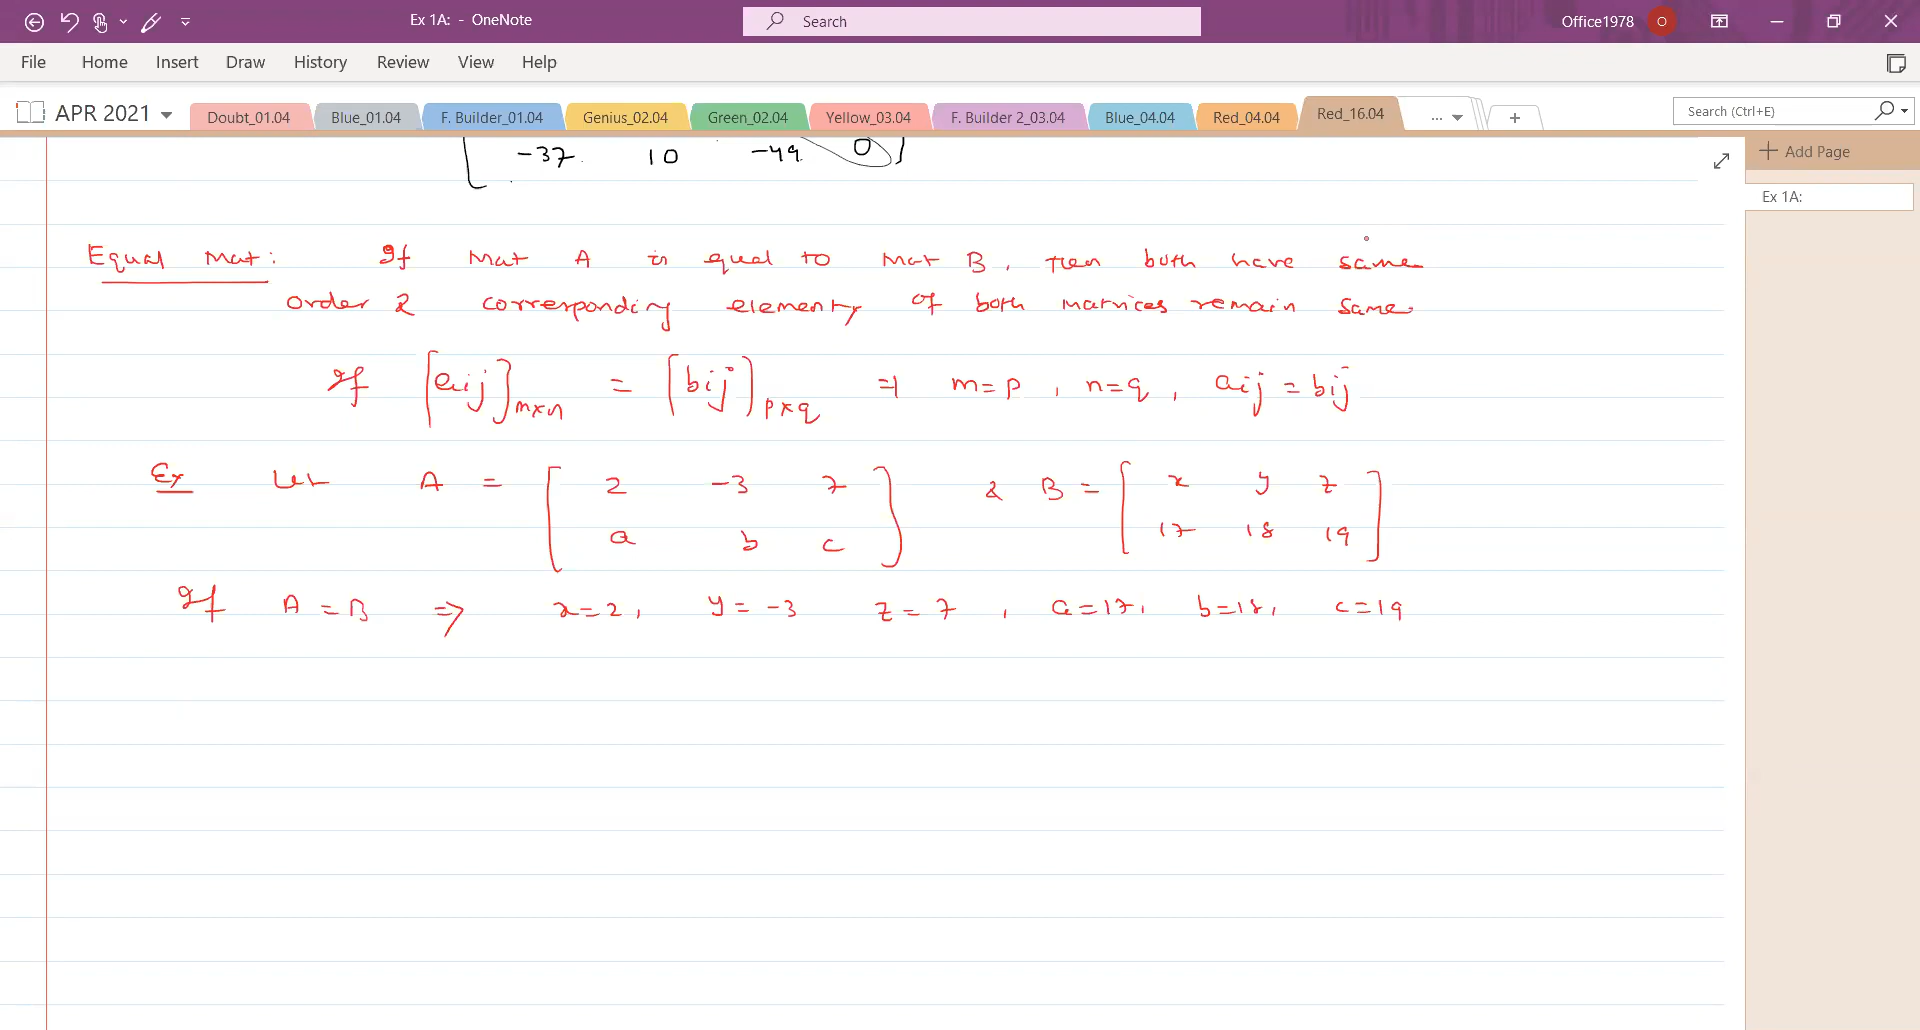 Ex 1A: - OneNote
Search
Office1978
O
File Home Insert Draw History Review View Help
APR 2021
Doubt_01.04
Blue_01.04
F. Builder_01.04
Genius_02.04
Green_02.04
Yellow_03.04
F. Builder 2_03.04
Blue_04.04
Red_04.04
Red_16.04
...
+
Search (Ctrl+E)
+ Add Page
Ex 1A:
-37 10 -49 0
Equal Mat: If Mat A is equal to Mat B, then both have same
order & corresponding elements of both matrices remain same
If [aij]m×n = [bij]p×q ⇒ m=p, n=q, aij = bij
Ex Let A = [ 2 -3 7 & B = [ x y z ]
a b c ] 17 18 19
If A = B ⇒ x=2, y=-3 z=7, a=17, b=18, c=19